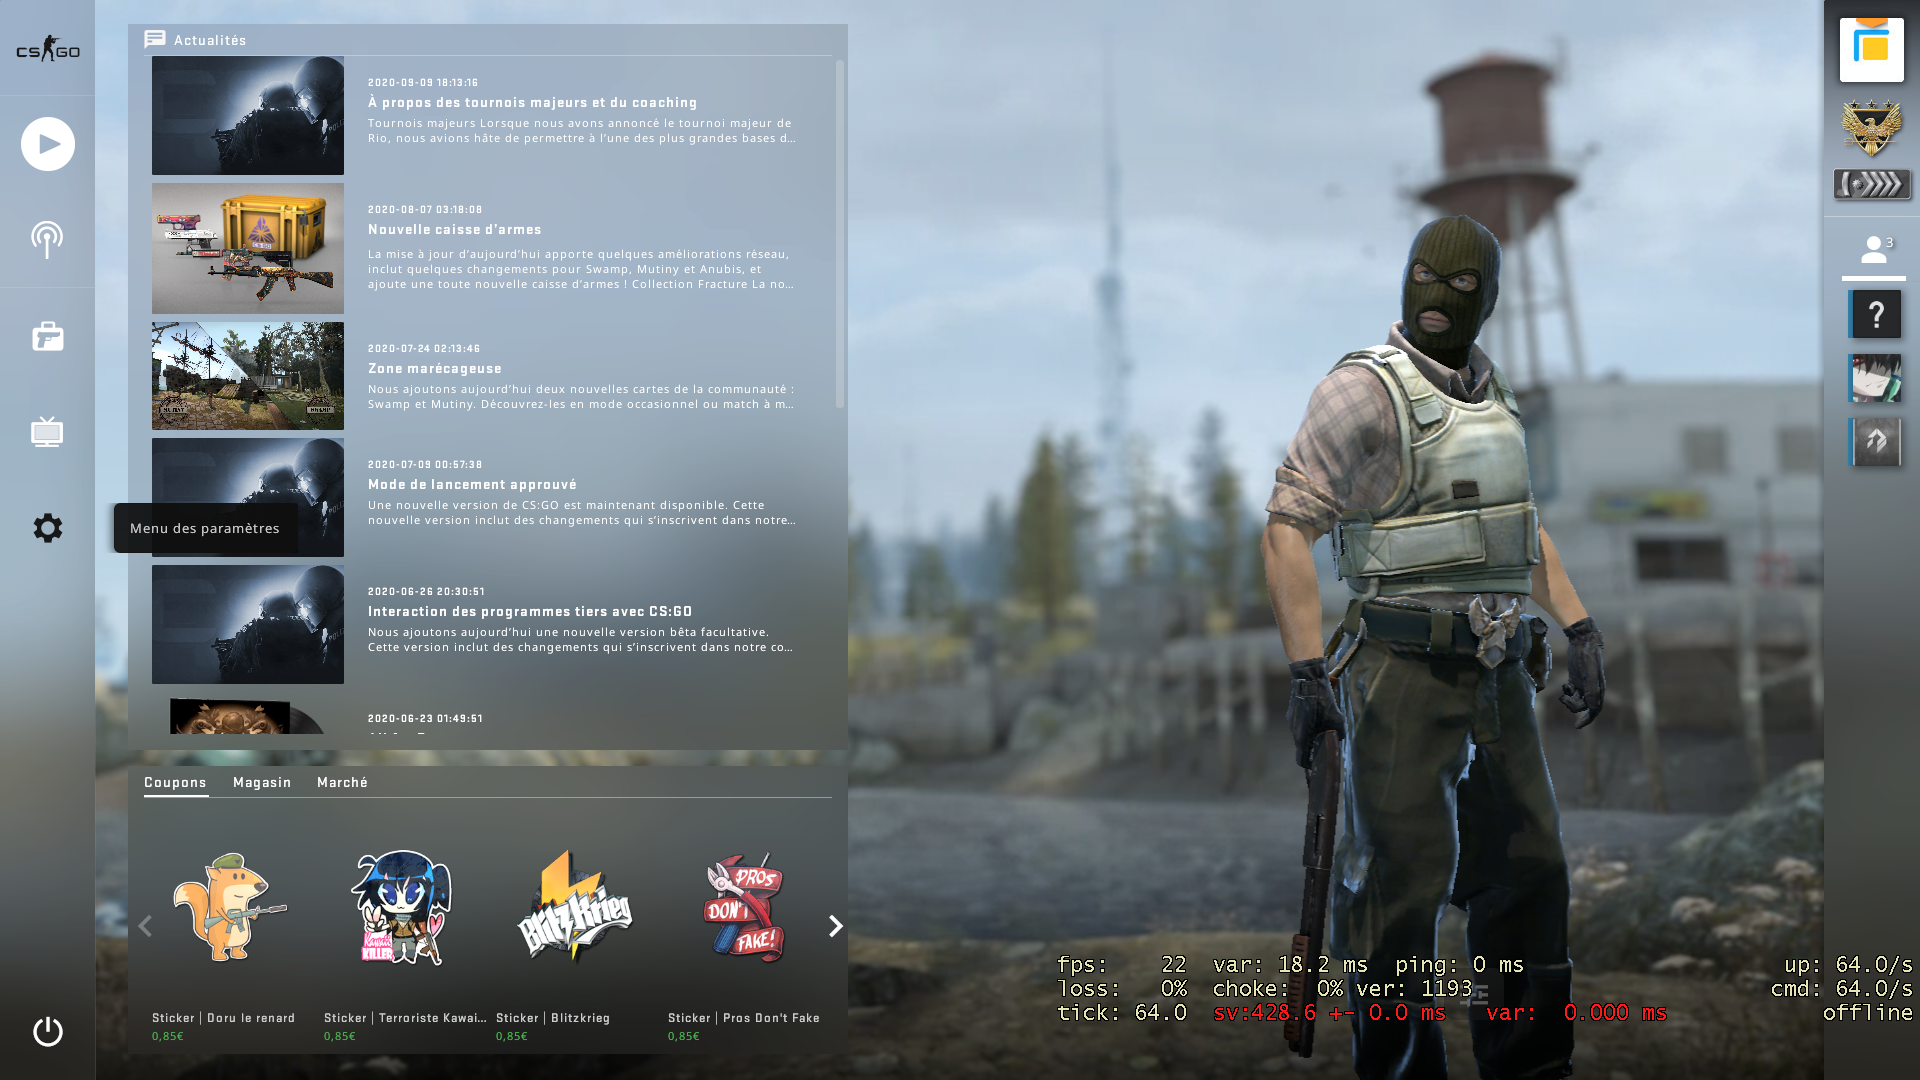 CS GO
Actualités
2020-09-09 18:13:16
À propos des tournois majeurs et du coaching
Tournois majeurs Lorsque nous avons annoncé le tournoi majeur de
Rio, nous avions hâte de permettre à l'une des plus grandes bases d…
2020-08-07 03:18:08
Nouvelle caisse d'armes
La mise à jour d'aujourd'hui apporte quelques améliorations réseau,
inclut quelques changements pour Swamp, Mutiny et Anubis, et
ajoute une toute nouvelle caisse d'armes ! Collection Fracture La no…
2020-07-24 02:13:46
Zone marécageuse
Nous ajoutons aujourd'hui deux nouvelles cartes de la communauté :
Swamp et Mutiny. Découvrez-les en mode occasionnel ou match à m…
MUTINY
SWAMP
2020-07-09 00:57:38
Mode de lancement approuvé
Une nouvelle version de CS:GO est maintenant disponible. Cette
nouvelle version inclut des changements qui s'inscrivent dans notre…
Menu des paramètres
2020-06-26 20:30:51
Interaction des programmes tiers avec CS:GO
Nous ajoutons aujourd'hui une nouvelle version bêta facultative.
Cette version inclut des changements qui s'inscrivent dans notre co…
2020-06-23 01:49:51
Coupons Magasin Marché
Kawaii
KILLER
BlitzKrieg
PROS
DON'T
FAKE!
Sticker | Doru le renard
0,85€
Sticker | Terroriste Kawai…
0,85€
Sticker | Blitzkrieg
0,85€
Sticker | Pros Don't Fake
0,85€
3
?
fps: 22 var: 18.2 ms ping: 0 ms up: 64.0/s
loss: 0% choke: 0% ver: 1193 cmd: 64.0/s
tick: 64.0 sv:428.6 +- 0.0 ms var: 0.000 ms offline